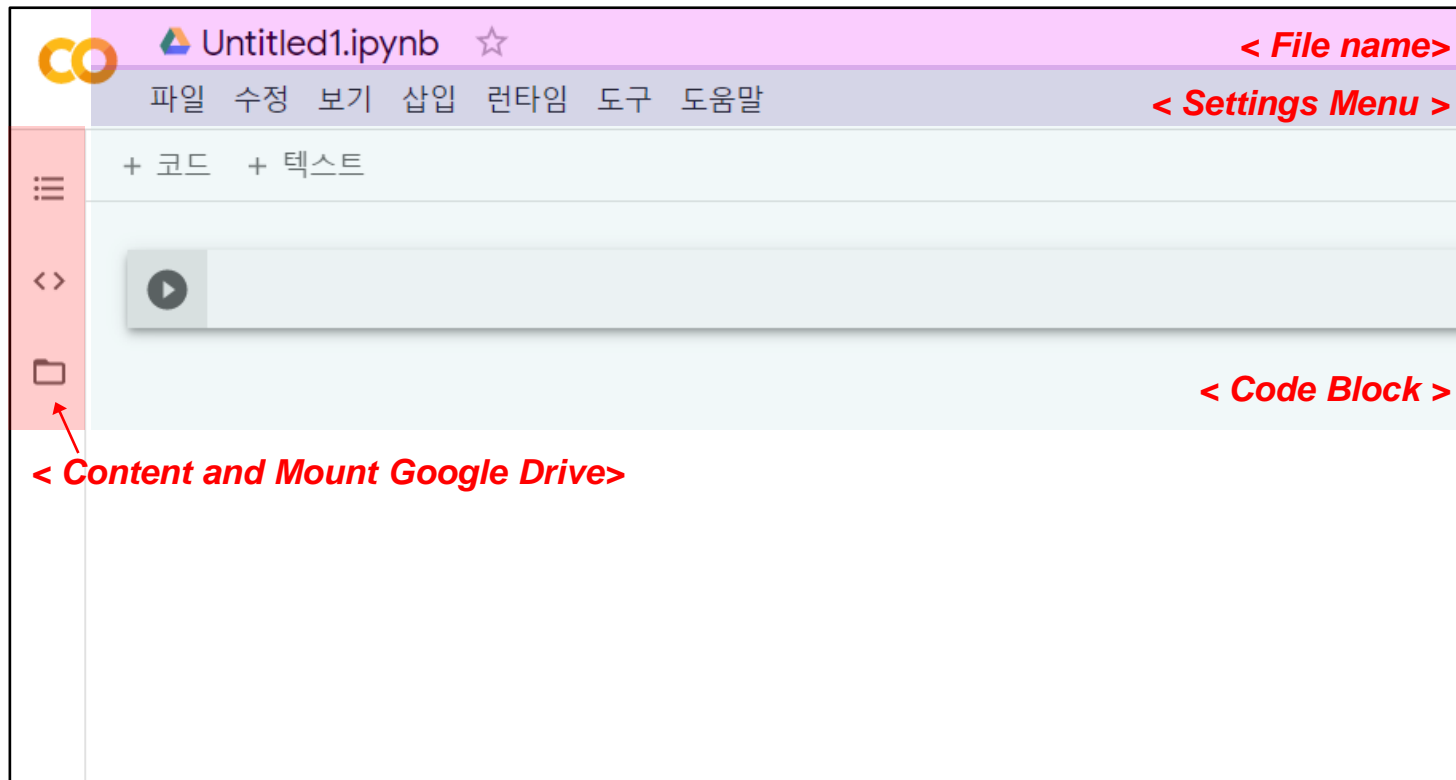 Untitled1.ipynb
< File name>
파일 수정 보기 삽입 런타임 도구 도움말
< Settings Menu >
+ 코드 + 텍스트
< Code Block >
< Content and Mount Google Drive>